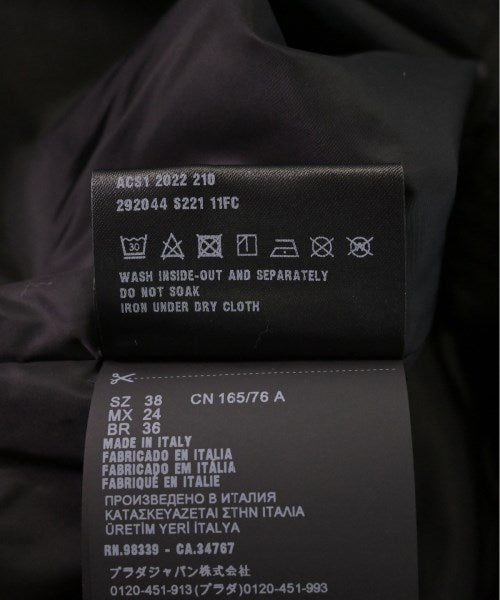 ACS1 2022 210
292044 S221 11FC
30
WASH INSIDE-OUT AND SEPARATELY
DO NOT SOAK
IRON UNDER DRY CLOTH
SZ 38 CN 165/76 A
MX 24
BR 36
MADE IN ITALY
FABRICADO EN ITALIA
FABRICADO EM ITÁLIA
FABRIQUÉ EN ITALIE
ПРОИЗВЕДЕНО В ИТАЛИЯ
ΚΑΤΑΣΚΕΥΑΖΕΤΑΙ ΣΤΗΝ ΙΤΑΛΙΑ
ÜRETİM YERİ İTALYA
RN.98339 - CA.34767
プラダジャパン株式会社
0120-451-913 (プラダ)0120-451-993